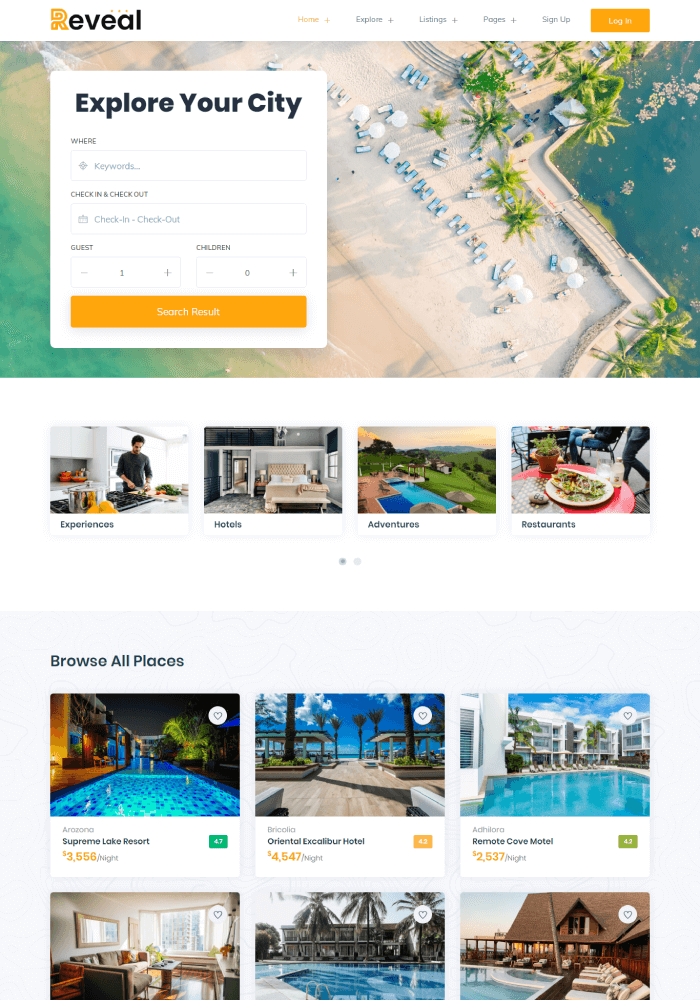 Reveal
Home + Explore + Listings + Pages + Sign Up Log In
Explore Your City
WHERE
Keywords...
CHECK IN & CHECK OUT
Check-In - Check-Out
GUEST CHILDREN
− 1 + − 0 +
Search Result
Experiences Hotels Adventures Restaurants
Browse All Places
Arozona Bricolia Adhilora
Supreme Lake Resort 4.7 Oriental Excalibur Hotel Remote Cove Motel 4.2
$3,556/Night $4,547/Night $2,537/Night